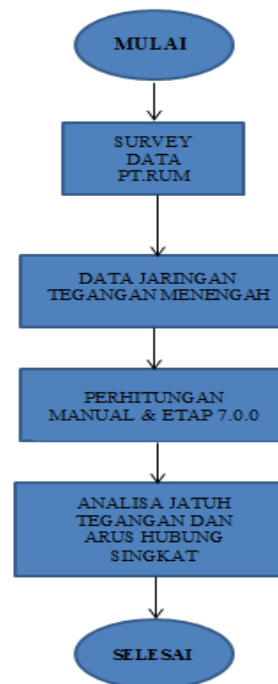 MULAI
SURVEY
DATA
PT.RUM
DATA JARINGAN
TEGANGAN MENENGAH
PERHITUNGAN
MANUAL & ETAP 7.0.0
ANALISA JATUH
TEGANGAN DAN
ARUS HUBUNG
SINGKAT
SELESAI